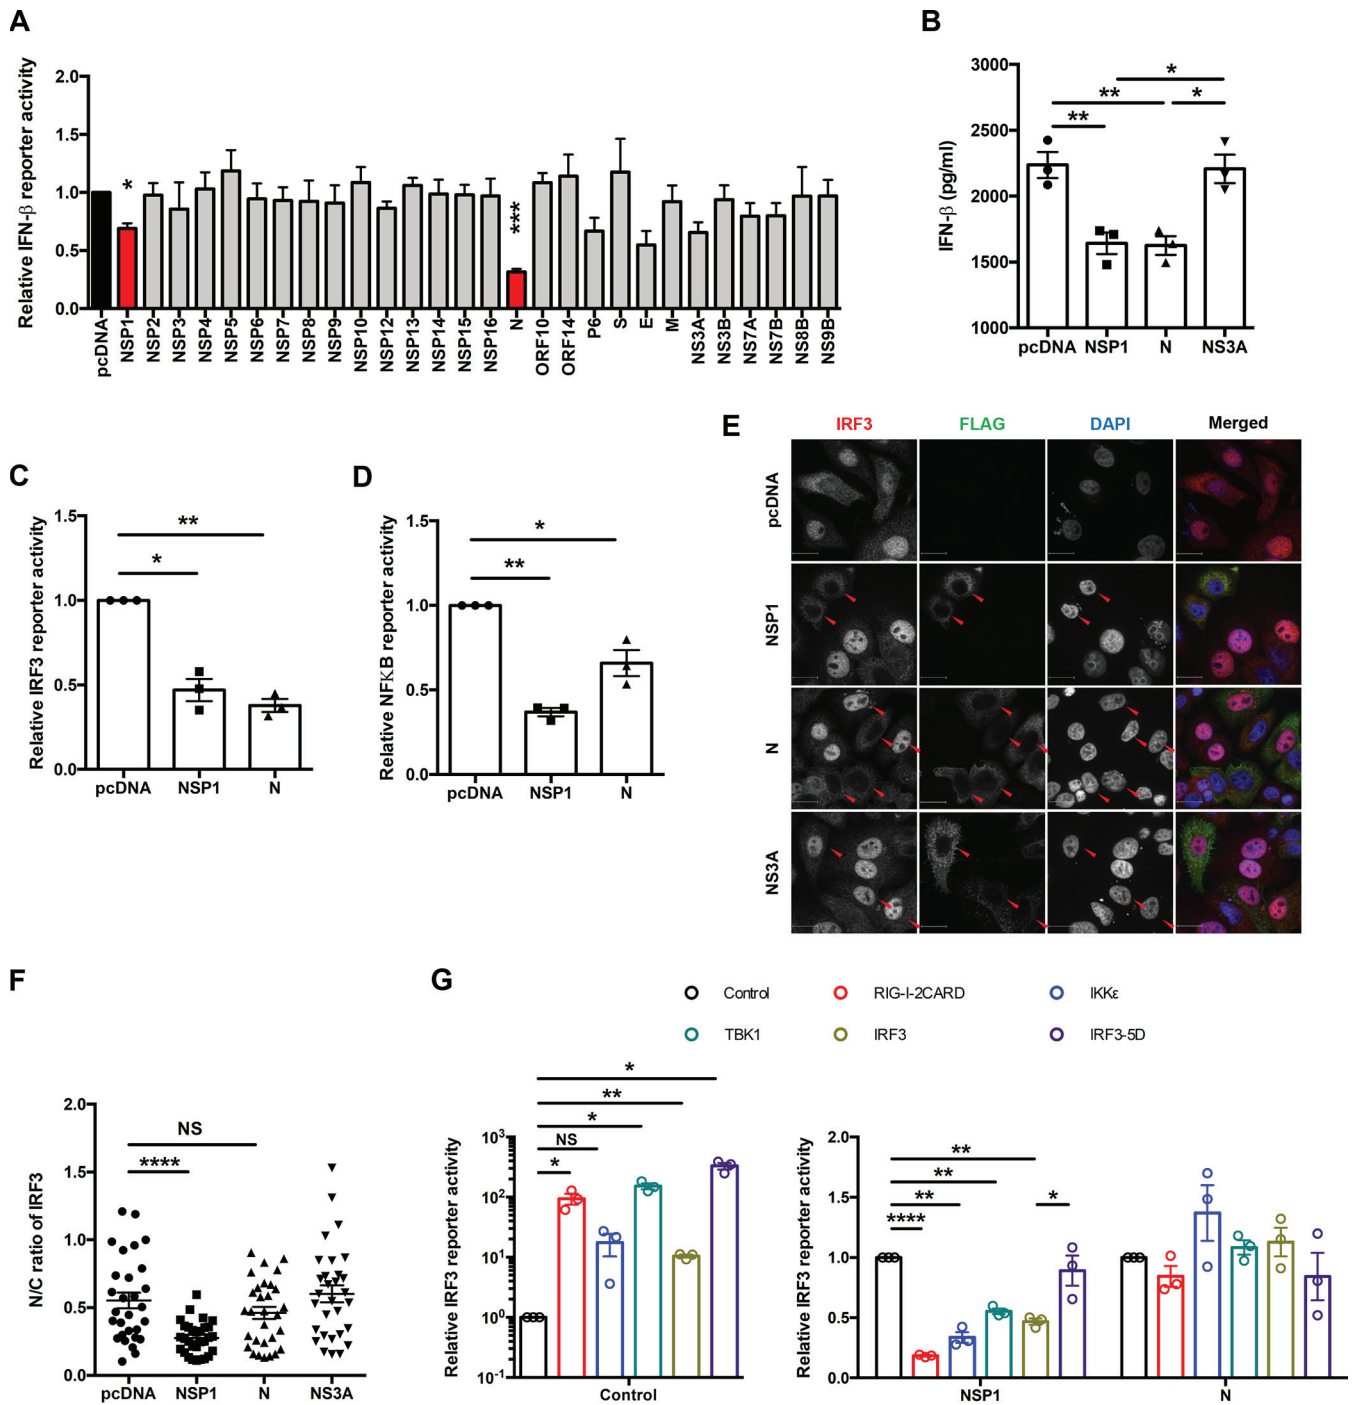 A
Relative IFN-β reporter activity
2.0
1.5
1.0
0.5
0.0
*
***
pcDNA
NSP1
NSP2
NSP3
NSP4
NSP5
NSP6
NSP7
NSP8
NSP9
NSP10
NSP12
NSP13
NSP14
NSP15
NSP16
N
ORF10
ORF14
P6
S
E
M
NS3A
NS3B
NS7A
NS7B
NS8B
NS9B
B
IFN-β (pg/ml)
3000
2500
2000
1500
1000
*
** *
**
pcDNA NSP1 N NS3A
C
Relative IRF3 reporter activity
1.5
1.0
0.5
0.0
**
*
pcDNA NSP1 N
D
Relative NFKB reporter activity
1.5
1.0
0.5
0.0
*
**
pcDNA NSP1 N
E
IRF3 FLAG DAPI Merged
pcDNA
NSP1
N
NS3A
F
N/C ratio of IRF3
2.0
1.5
1.0
0.5
0.0
NS
****
pcDNA NSP1 N NS3A
G
Control RIG-I-2CARD IKKε
TBK1 IRF3 IRF3-5D
Relative IRF3 reporter activity
10³
10²
10¹
10⁰
10⁻¹
*
**
*
NS
*
Control
Relative IRF3 reporter activity
2.0
1.5
1.0
0.5
0.0
**
**
** *
****
NSP1 N